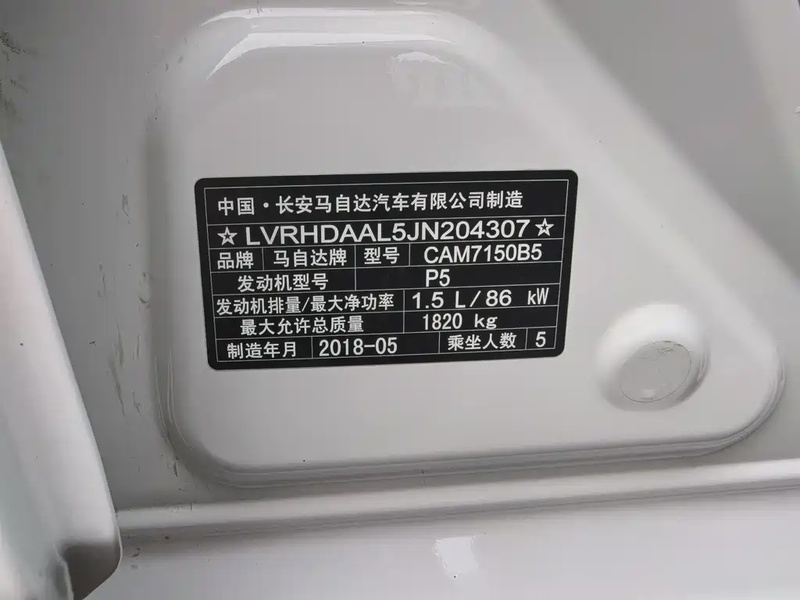 中国·长安马自达汽车有限公司制造
☆LVRHDAAL5JN204307☆
品牌 马自达牌 型号 CAM7150B5
发动机型号 P5
发动机排量/最大净功率 1.5 L/86 kW
最大允许总质量 1820 kg
制造年月 2018-05 乘坐人数 5